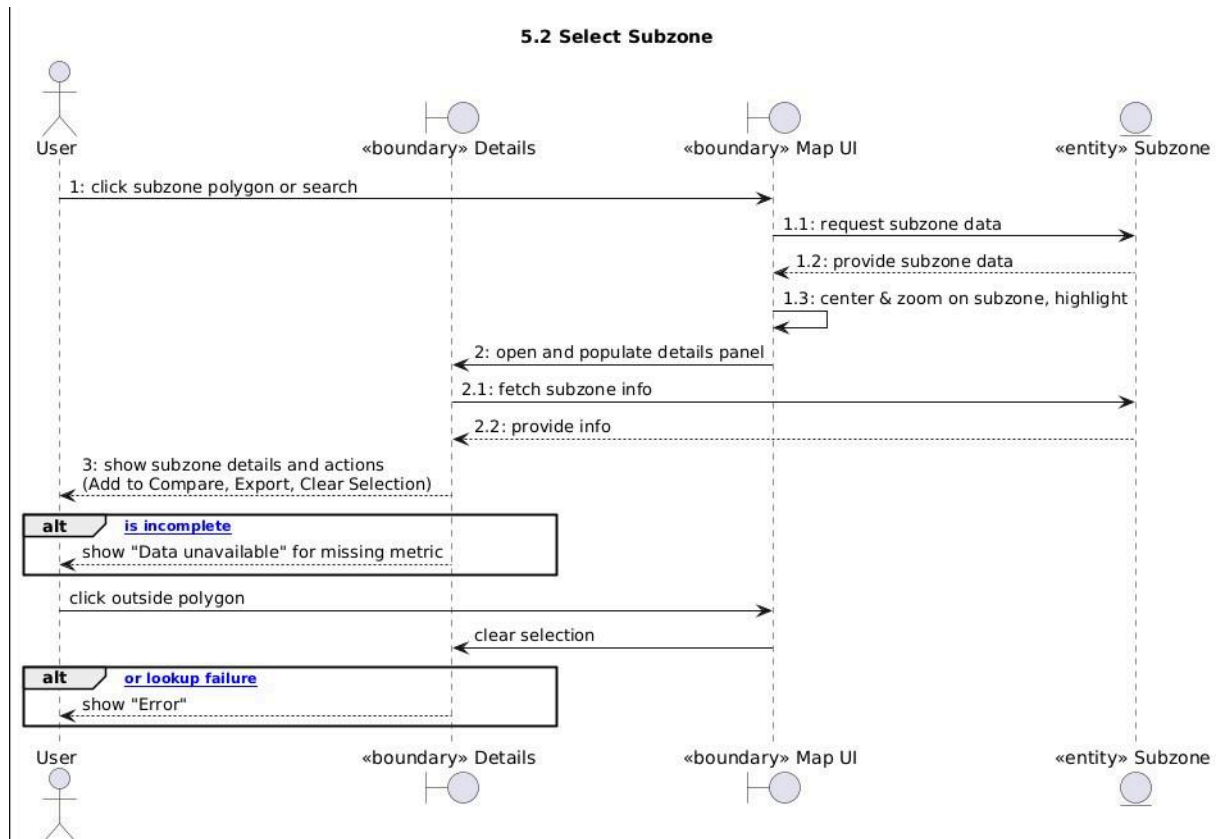 5.2 Select Subzone
User
«boundary» Details
«boundary» Map UI
«entity» Subzone
1: click subzone polygon or search
1.1: request subzone data
1.2: provide subzone data
1.3: center & zoom on subzone, highlight
2: open and populate details panel
2.1: fetch subzone info
2.2: provide info
3: show subzone details and actions
(Add to Compare, Export, Clear Selection)
alt
is incomplete
show "Data unavailable" for missing metric
click outside polygon
clear selection
alt
or lookup failure
show "Error"
User
«boundary» Details
«boundary» Map UI
«entity» Subzone